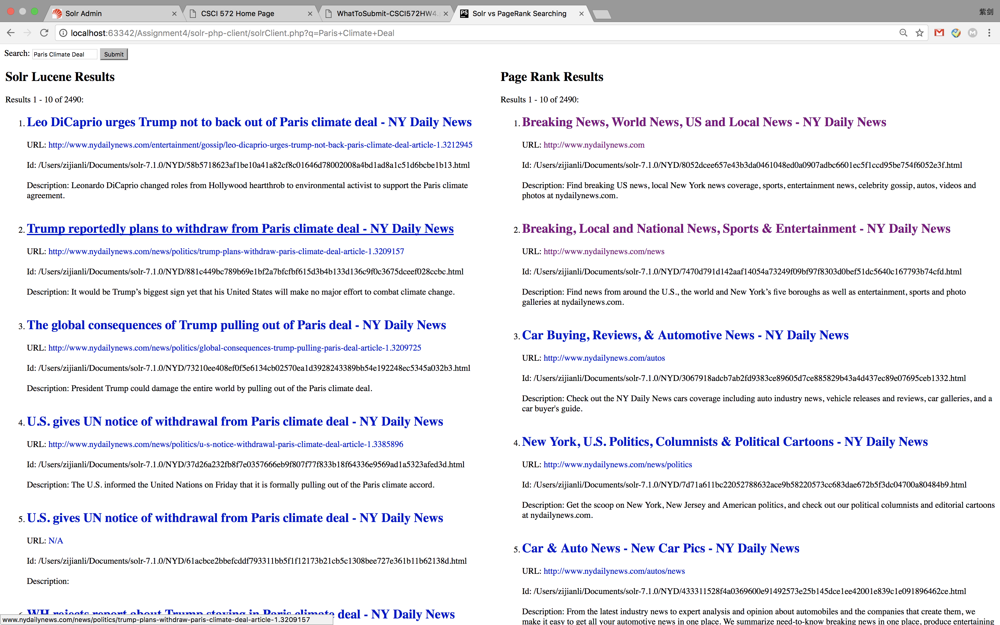 Solr Admin
CSCI 572 Home Page
WhatToSubmit-CSCI572HW4.
Solr vs PageRank Searching
紫剑
localhost:63342/Assignment4/solr-php-client/solrClient.php?q=Paris+Climate+Deal
Search: Paris Climate Deal Submit
Solr Lucene Results
Results 1 - 10 of 2490:
1. Leo DiCaprio urges Trump not to back out of Paris climate deal - NY Daily News
URL: http://www.nydailynews.com/entertainment/gossip/leo-dicaprio-urges-trump-not-back-paris-climate-deal-article-1.3212945
Id: /Users/zijianli/Documents/solr-7.1.0/NYD/58b5718623af1be10a41a82cf8c01646d78002008a4bd1ad8a1c51d6bcbe1b13.html
Description: Leonardo DiCaprio changed roles from Hollywood heartthrob to environmental activist to support the Paris climate
agreement.
2. Trump reportedly plans to withdraw from Paris climate deal - NY Daily News
URL: http://www.nydailynews.com/news/politics/trump-plans-withdraw-paris-climate-deal-article-1.3209157
Id: /Users/zijianli/Documents/solr-7.1.0/NYD/881c449bc789b69e1bf2a7bfcfbf615d3b4b133d136c9f0c3675dceef028ccbc.html
Description: It would be Trump’s biggest sign yet that his United States will make no major effort to combat climate change.
3. The global consequences of Trump pulling out of Paris deal - NY Daily News
URL: http://www.nydailynews.com/news/politics/global-consequences-trump-pulling-paris-deal-article-1.3209725
Id: /Users/zijianli/Documents/solr-7.1.0/NYD/73210ee408ef0f5e6134cb02570ea1d3928243389bb54e192248ec5345a032b3.html
Description: President Trump could damage the entire world by pulling out of the Paris climate deal.
4. U.S. gives UN notice of withdrawal from Paris climate deal - NY Daily News
URL: http://www.nydailynews.com/news/politics/u-s-notice-withdrawal-paris-climate-deal-article-1.3385896
Id: /Users/zijianli/Documents/solr-7.1.0/NYD/37d26a232fb8f7e0357666eb9f807f77f833b18f64336e9569ad1a5323afed3d.html
Description: The U.S. informed the United Nations on Friday that it is formally pulling out of the Paris climate accord.
5. U.S. gives UN notice of withdrawal from Paris climate deal - NY Daily News
URL: N/A
Id: /Users/zijianli/Documents/solr-7.1.0/NYD/61acbce2bbefcddf793311bb5f1f12173b21cb5c1308bee727e361b11b62138d.html
Description:
6. WH rejects report about Trump staying in Paris climate deal - NY Daily News
www.nydailynews.com/news/politics/trump-plans-withdraw-paris-climate-deal-article-1.3209157
Page Rank Results
Results 1 - 10 of 2490:
1. Breaking News, World News, US and Local News - NY Daily News
URL: http://www.nydailynews.com
Id: /Users/zijianli/Documents/solr-7.1.0/NYD/8052dcee657e43b3da0461048ed0a0907adbc6601ec5f1ccd95be754f6052e3f.html
Description: Find breaking US news, local New York news coverage, sports, entertainment news, celebrity gossip, autos, videos and
photos at nydailynews.com.
2. Breaking, Local and National News, Sports & Entertainment - NY Daily News
URL: http://www.nydailynews.com/news
Id: /Users/zijianli/Documents/solr-7.1.0/NYD/7470d791d142aaf14054a73249f09bf97f8303d0bef51dc5640c167793b74cfd.html
Description: Find news from around the U.S., the world and New York’s five boroughs as well as entertainment, sports and photo
galleries at nydailynews.com.
3. Car Buying, Reviews, & Automotive News - NY Daily News
URL: http://www.nydailynews.com/autos
Id: /Users/zijianli/Documents/solr-7.1.0/NYD/3067918adcb7ab2fd9383ce89605d7ce885829b43a4d437ec89e07695ceb1332.html
Description: Check out the NY Daily News cars coverage including auto industry news, vehicle releases and reviews, car galleries, and a
car buyer's guide.
4. New York, U.S. Politics, Columnists & Political Cartoons - NY Daily News
URL: http://www.nydailynews.com/news/politics
Id: /Users/zijianli/Documents/solr-7.1.0/NYD/7d71a611bc22052788632ace9b58220573cc683dae672b5f3dc04700a80484b9.html
Description: Get the scoop on New York, New Jersey and American politics, and check out our political columnists and editorial cartoons
at nydailynews.com.
5. Car & Auto News - New Car Pics - NY Daily News
URL: http://www.nydailynews.com/autos/news
Id: /Users/zijianli/Documents/solr-7.1.0/NYD/433311528f4a0369600e91492573e25b145dce1ee42001e839c1e091896462ce.html
Description: From the latest industry news to expert analysis and opinion about automobiles and the companies that create them, we
make it easy to get all your automotive news in one place. We summarize need-to-know breaking news in one place, produce entertaining